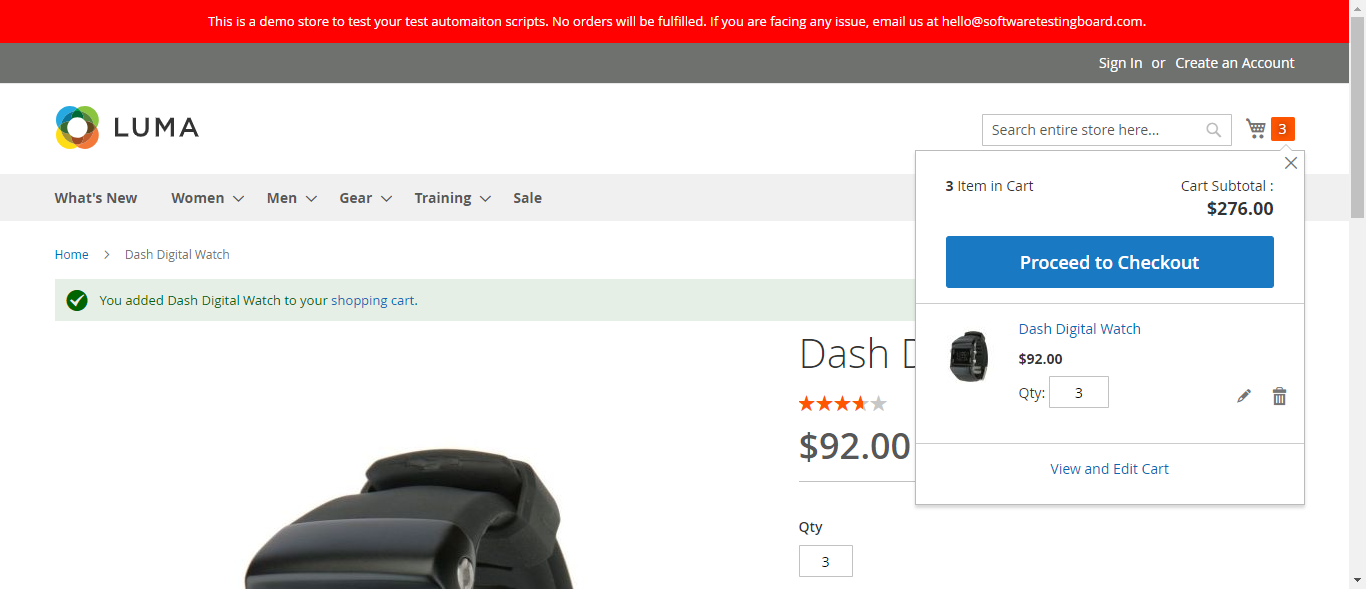 This is a demo store to test your test automaiton scripts. No orders will be fulfilled. If you are facing any issue, email us at hello@softwaretestingboard.com.
Sign In or Create an Account
LUMA
Search entire store here...
3
What's New Women Men Gear Training Sale
3 Item in Cart
Cart Subtotal :
$276.00
Proceed to Checkout
Dash Digital Watch
$92.00
Qty: 3
View and Edit Cart
Home > Dash Digital Watch
You added Dash Digital Watch to your shopping cart.
Dash
$92.00
Qty
3